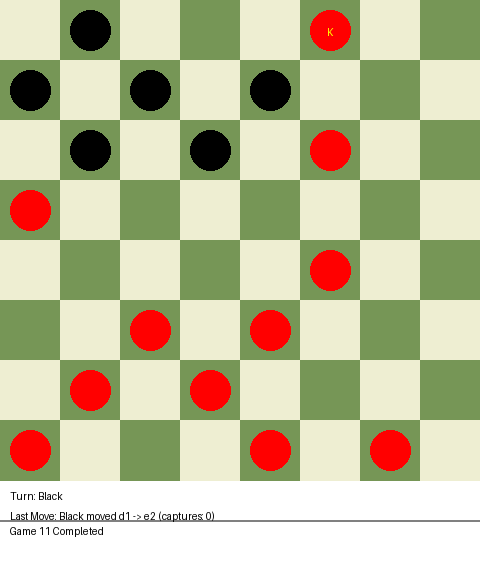 K
Turn: Black
Last Move: Black moved d1 -> e2 (captures: 0)
Game 11 Completed